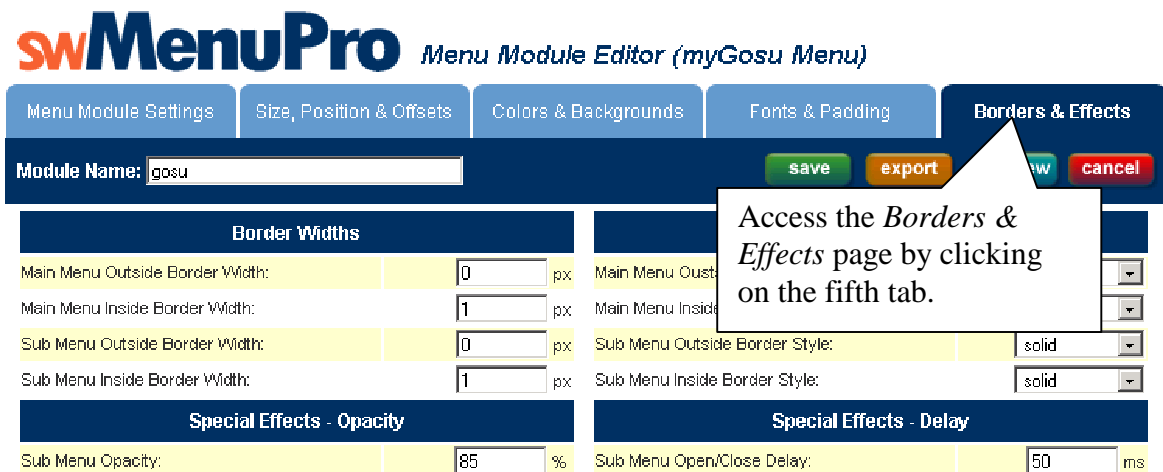 swMenuPro Menu Module Editor (myGosu Menu)
Menu Module Settings Size, Position & Offsets Colors & Backgrounds Fonts & Padding Borders & Effects
Module Name: gosu save export cancel
Access the Borders &
Effects page by clicking
on the fifth tab.
Border Widths
Main Menu Outside Border Width: 0 px
Main Menu Inside Border Width: 1 px
Sub Menu Outside Border Width: 0 px
Sub Menu Inside Border Width: 1 px
Main Menu
Main Menu
Sub Menu Outside Border Style: solid
Sub Menu Inside Border Style: solid
Special Effects - Opacity
Sub Menu Opacity: 85 %
Special Effects - Delay
Sub Menu Open/Close Delay: 50 ms